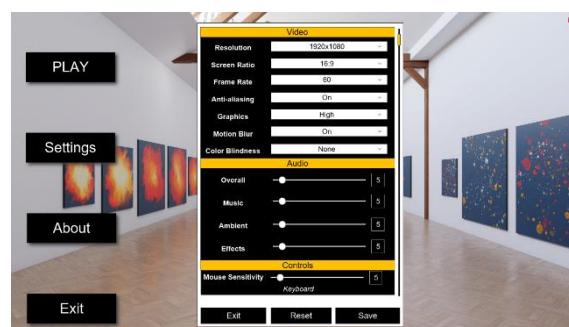 PLAY
Settings
About
Exit
Video
Resolution 1920x1080
Screen Ratio 16:9
Frame Rate 60
Anti-aliasing On
Graphics High
Motion Blur On
Color Blindness None
Audio
Overall 5
Music 5
Ambient 5
Effects 5
Controls
Mouse Sensitivity 5
Keyboard
Exit Reset Save